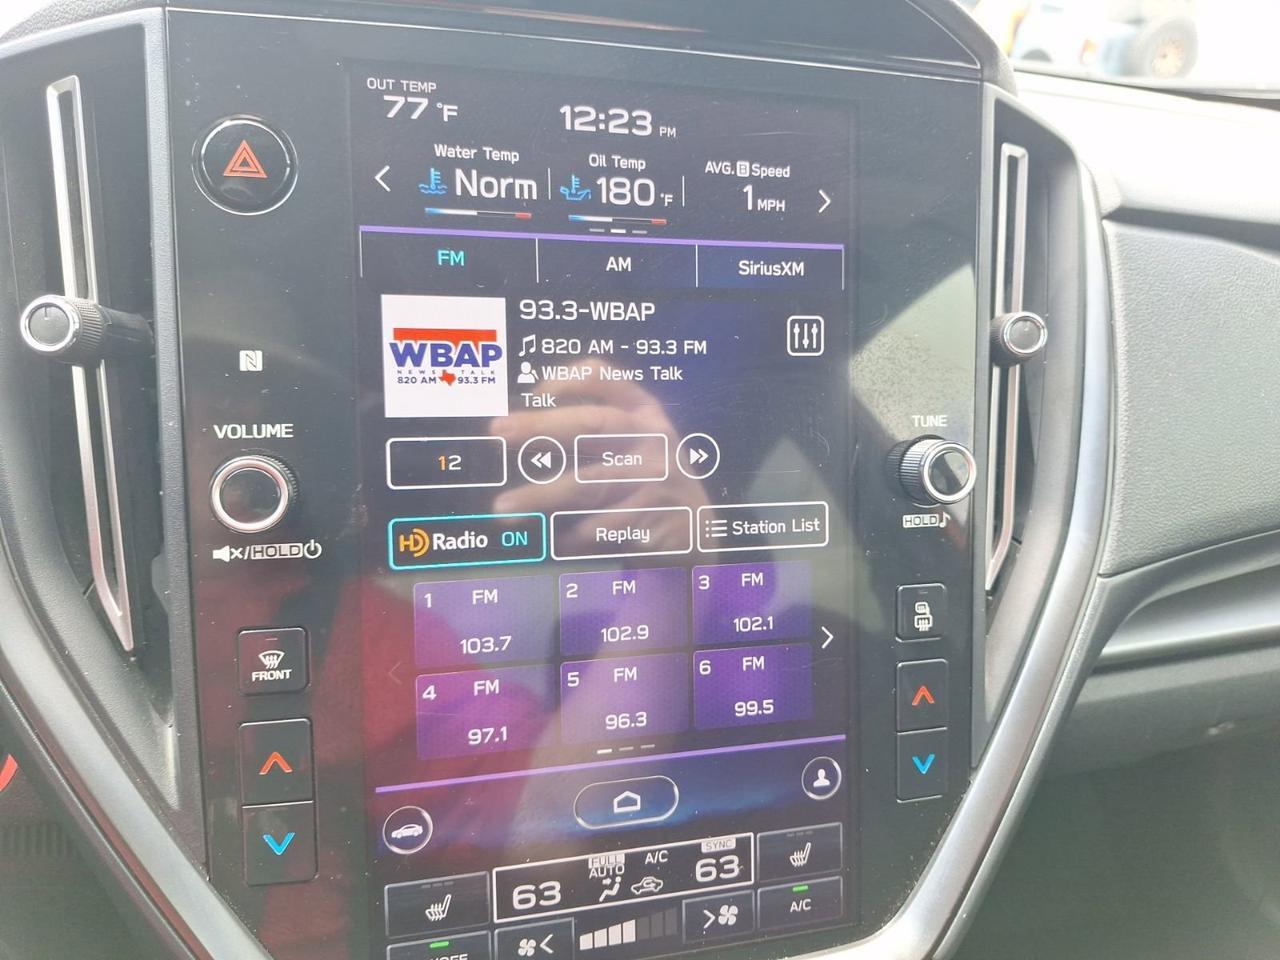 OUT TEMP
77 °F
12:23 PM
Water Temp
Norm
Oil Temp
180 °F
AVG. B Speed
1 MPH
FM
AM
SiriusXM
WBAP
NEWS TALK
820 AM 93.3 FM
93.3-WBAP
820 AM - 93.3 FM
WBAP News Talk
Talk
N
VOLUME
/HOLD
TUNE
HOLD
12
Scan
HD Radio ON
Replay
Station List
1 FM
103.7
2 FM
102.9
3 FM
102.1
4 FM
97.1
5 FM
96.3
6 FM
99.5
FRONT
63
FULL
AUTO
A/C
SYNC
63
A/C